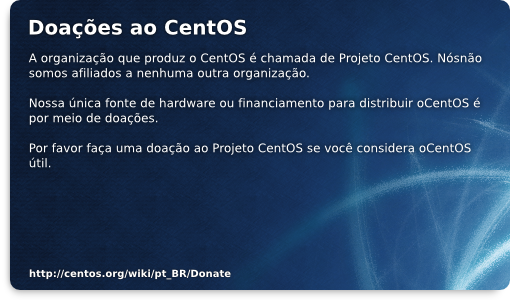 Doações ao CentOS
A organização que produz o CentOS é chamada de Projeto CentOS. Nósnão
somos afiliados a nenhuma outra organização.
Nossa única fonte de hardware ou financiamento para distribuir oCentOS é
por meio de doações.
Por favor faça uma doação ao Projeto CentOS se você considera oCentOS
útil.
http://centos.org/wiki/pt_BR/Donate